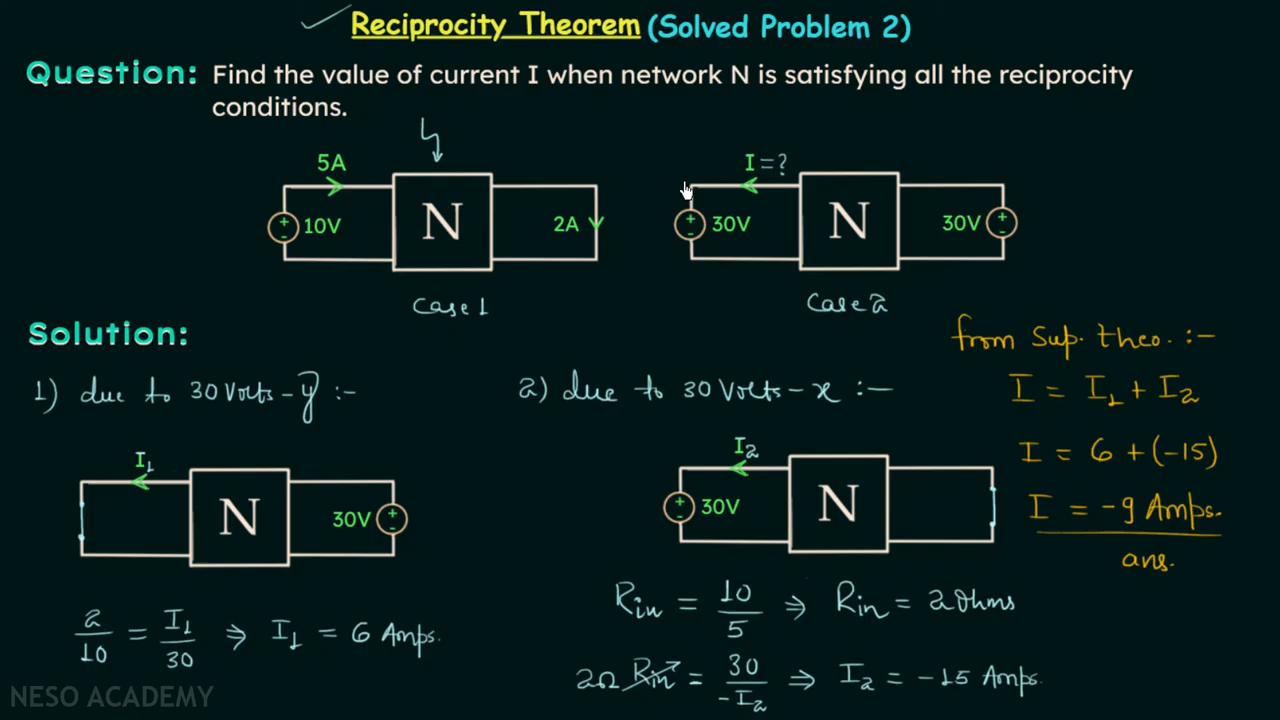 Reciprocity Theorem (Solved Problem 2)
Question: Find the value of current I when network N is satisfying all the reciprocity
conditions.
5A
10V
+
-
N
2A
Case 1
I = ?
+
-
30V
N
30V
+
-
Case 2
Solution:
1) due to 30 Volts - y :-
I₁
N
30V
+
-
2/10 = I₁/30 ⇒ I₁ = 6 Amps.
2) due to 30 Volts - x :-
I₂
+
-
30V
N
Rin = 10/5 ⇒ Rin = 2 Ohms
2Ω Rin = 30/-I₂ ⇒ I₂ = -15 Amps.
from Sup. theo. :-
I = I₁ + I₂
I = 6 + (-15)
I = -9 Amps.
ans.
NESO ACADEMY